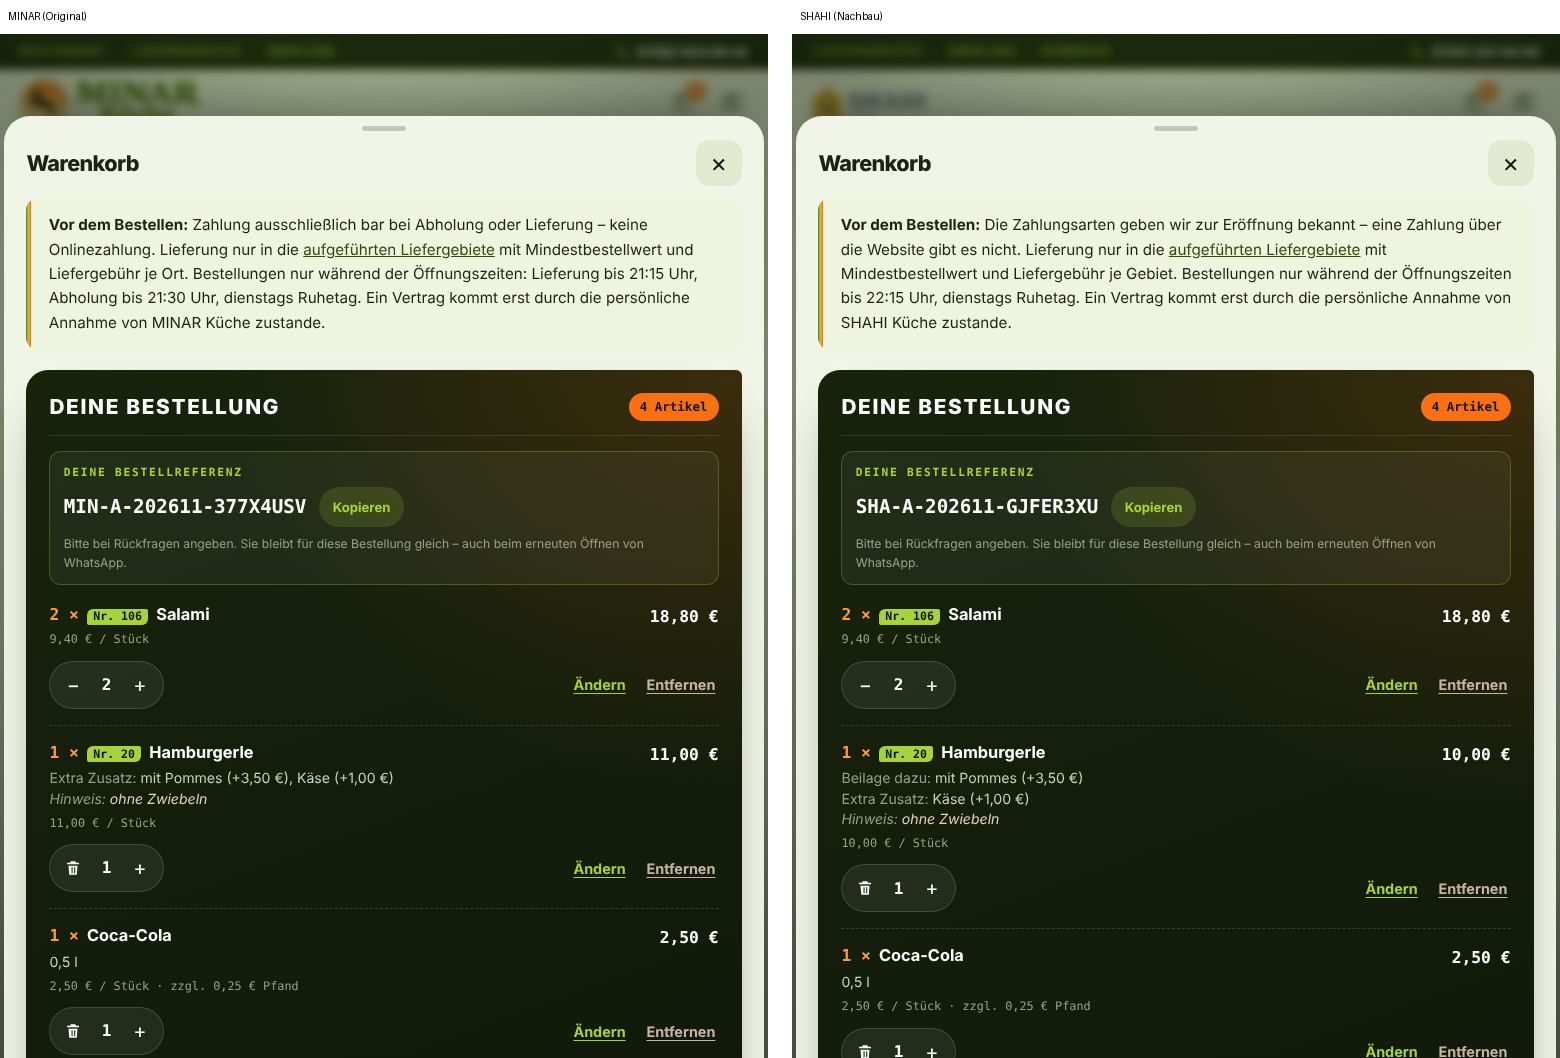 MINAR (Original)
MINAR
Warenkorb
✕
Vor dem Bestellen: Zahlung ausschließlich bar bei Abholung oder Lieferung – keine
Onlinezahlung. Lieferung nur in die aufgeführten Liefergebiete mit Mindestbestellwert und
Liefergebühr je Ort. Bestellungen nur während der Öffnungszeiten: Lieferung bis 21:15 Uhr,
Abholung bis 21:30 Uhr, dienstags Ruhetag. Ein Vertrag kommt erst durch die persönliche
Annahme von MINAR Küche zustande.
DEINE BESTELLUNG
4 Artikel
DEINE BESTELLREFERENZ
MIN-A-202611-377X4USV
Kopieren
Bitte bei Rückfragen angeben. Sie bleibt für diese Bestellung gleich – auch beim erneuten Öffnen von
WhatsApp.
2 × Nr. 106 Salami 18,80 €
9,40 € / Stück
− 2 + Ändern Entfernen
1 × Nr. 20 Hamburgerle 11,00 €
Extra Zusatz: mit Pommes (+3,50 €), Käse (+1,00 €)
Hinweis: ohne Zwiebeln
11,00 € / Stück
1 + Ändern Entfernen
1 × Coca-Cola 2,50 €
0,5 l
2,50 € / Stück · zzgl. 0,25 € Pfand
1 + Ändern Entfernen
SHAHI (Nachbau)
Warenkorb
✕
Vor dem Bestellen: Die Zahlungsarten geben wir zur Eröffnung bekannt – eine Zahlung über
die Website gibt es nicht. Lieferung nur in die aufgeführten Liefergebiete mit
Mindestbestellwert und Liefergebühr je Gebiet. Bestellungen nur während der Öffnungszeiten
bis 22:15 Uhr, dienstags Ruhetag. Ein Vertrag kommt erst durch die persönliche Annahme von
SHAHI Küche zustande.
DEINE BESTELLUNG
4 Artikel
DEINE BESTELLREFERENZ
SHA-A-202611-GJFER3XU
Kopieren
Bitte bei Rückfragen angeben. Sie bleibt für diese Bestellung gleich – auch beim erneuten Öffnen von
WhatsApp.
2 × Nr. 106 Salami 18,80 €
9,40 € / Stück
− 2 + Ändern Entfernen
1 × Nr. 20 Hamburgerle 10,00 €
Beilage dazu: mit Pommes (+3,50 €)
Extra Zusatz: Käse (+1,00 €)
Hinweis: ohne Zwiebeln
10,00 € / Stück
1 + Ändern Entfernen
1 × Coca-Cola 2,50 €
0,5 l
2,50 € / Stück · zzgl. 0,25 € Pfand
1 + Ändern Entfernen